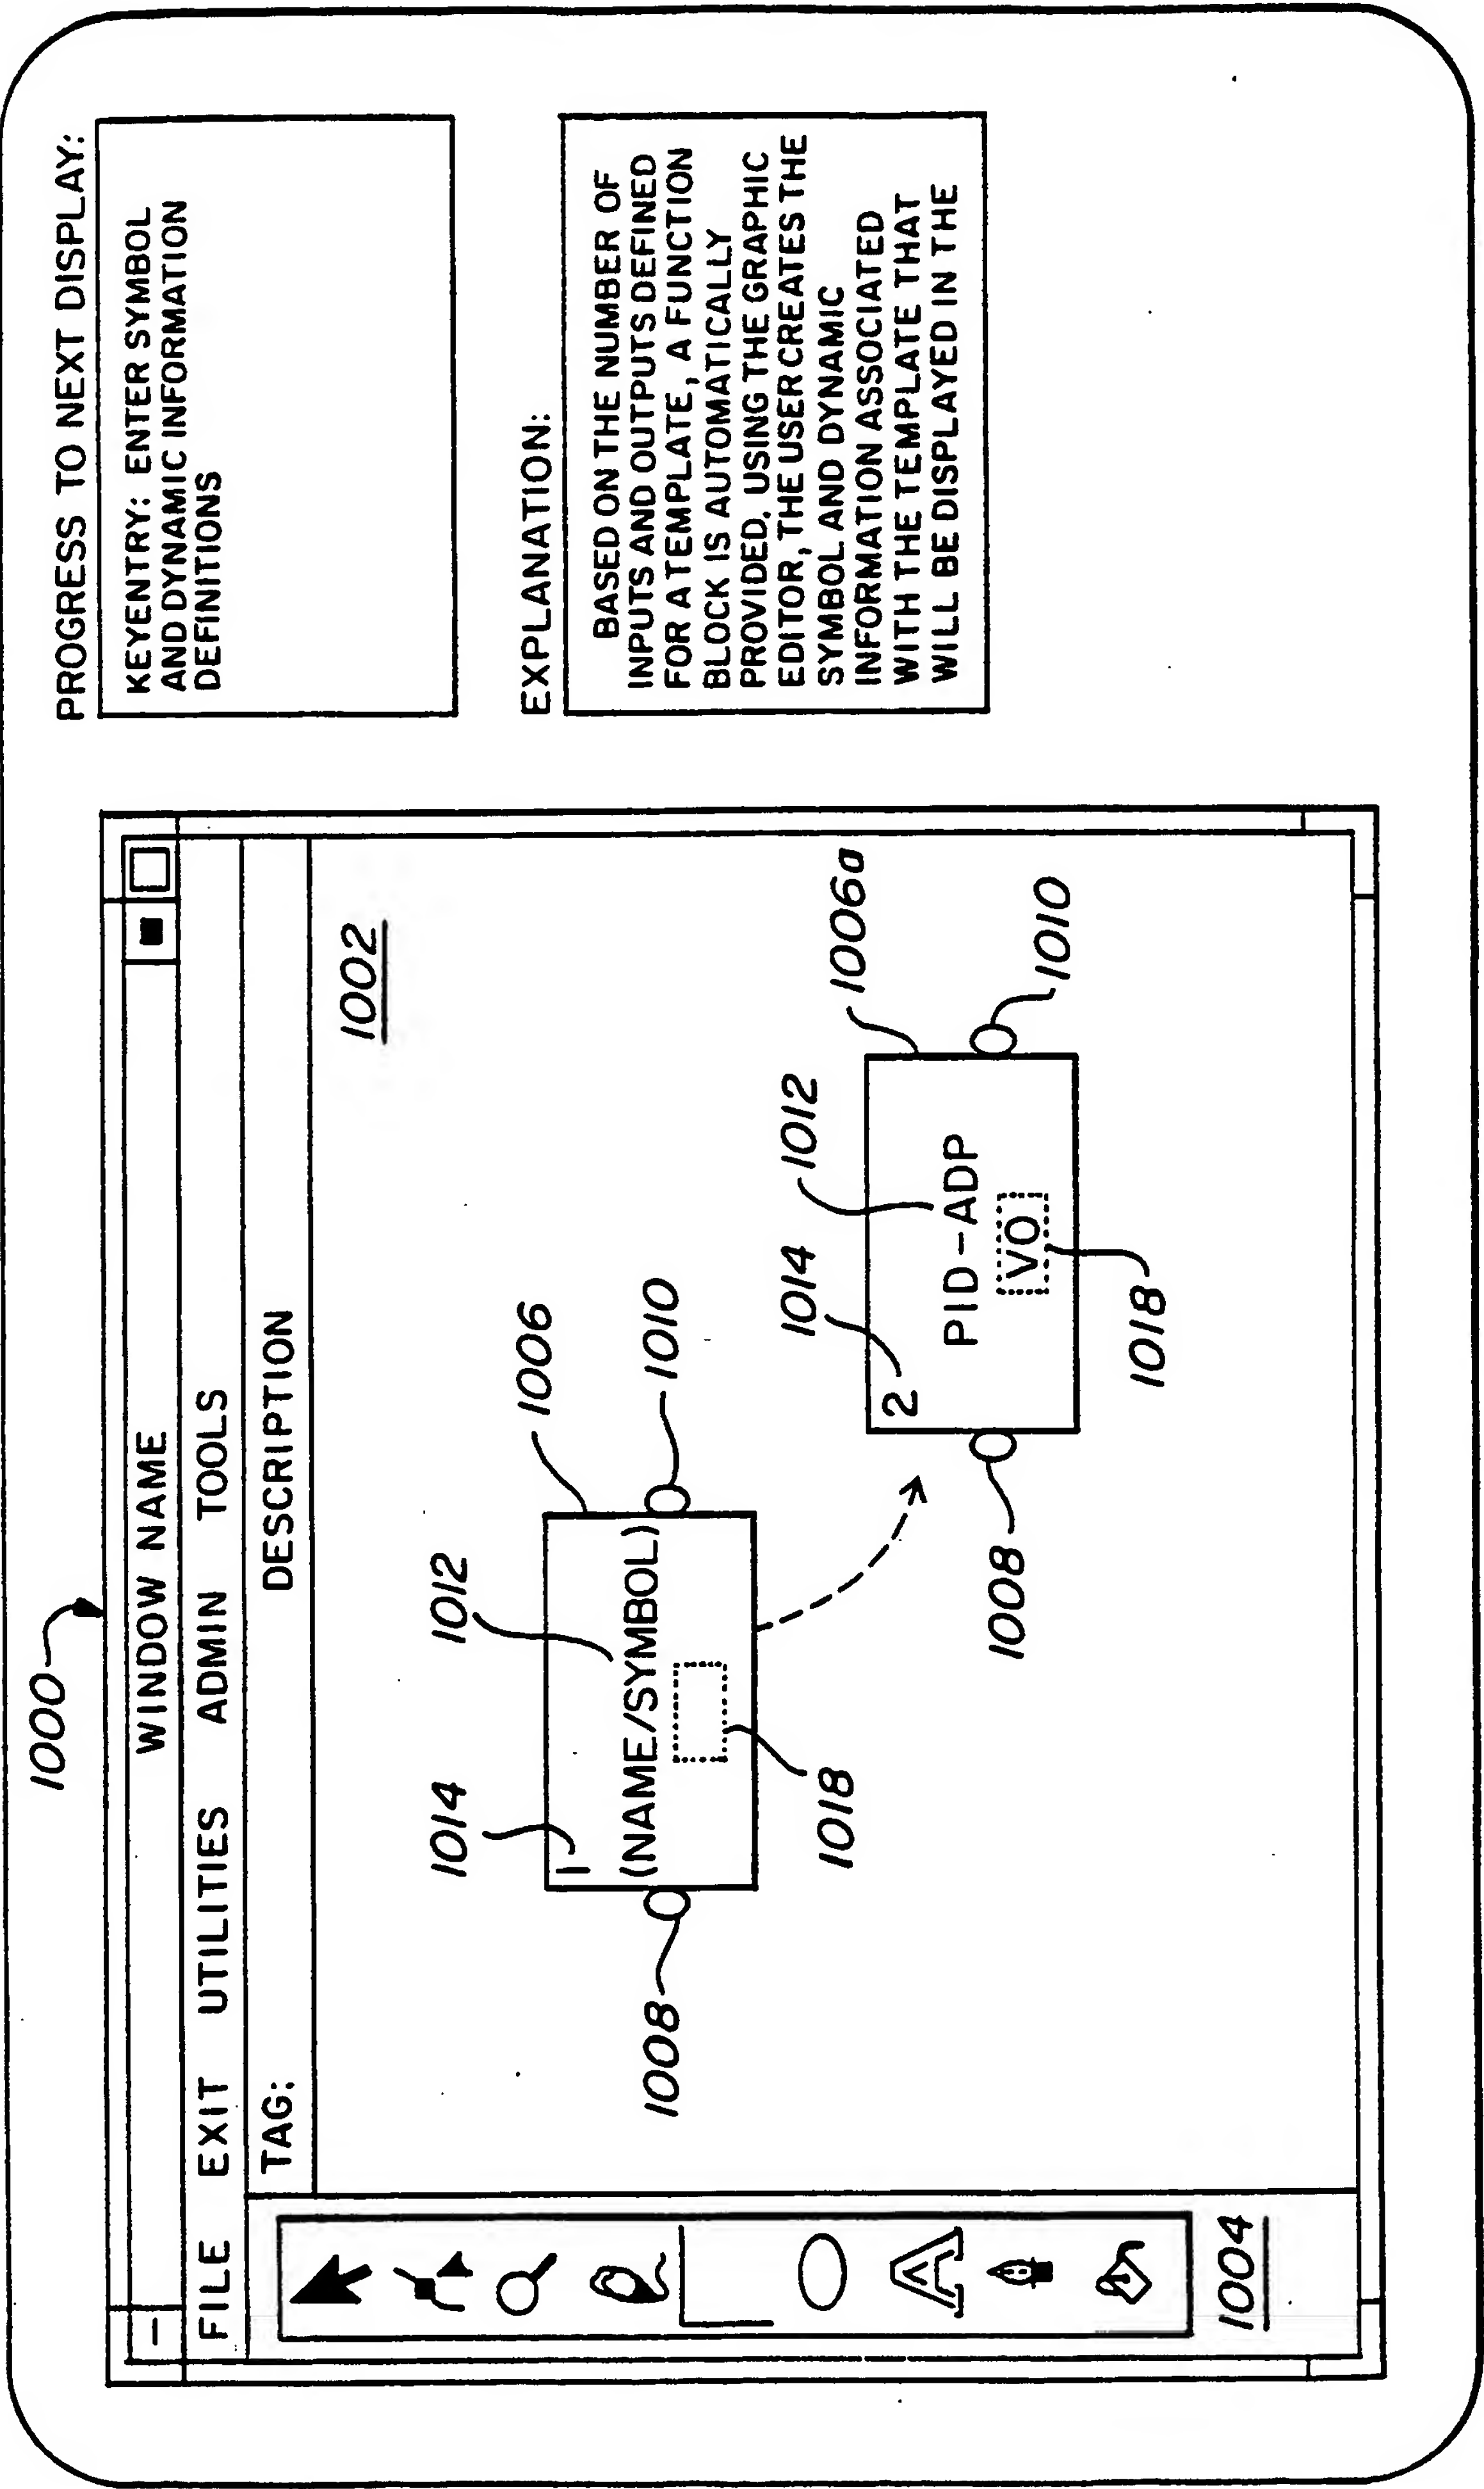 1000
WINDOW NAME
FILE EXIT UTILITIES ADMIN TOOLS
TAG: DESCRIPTION
1002
1014
1012
1006
1
(NAME/SYMBOL)
1008
1010
1018
1014
1012
1006a
2
PID-ADP
VO
1008
1010
1018
A
1004
PROGRESS TO NEXT DISPLAY:
KEYENTRY: ENTER SYMBOL
AND DYNAMIC INFORMATION
DEFINITIONS
EXPLANATION:
BASED ON THE NUMBER OF
INPUTS AND OUTPUTS DEFINED
FOR A TEMPLATE, A FUNCTION
BLOCK IS AUTOMATICALLY
PROVIDED, USING THE GRAPHIC
EDITOR, THE USER CREATES THE
SYMBOL AND DYNAMIC
INFORMATION ASSOCIATED
WITH THE TEMPLATE THAT
WILL BE DISPLAYED IN THE